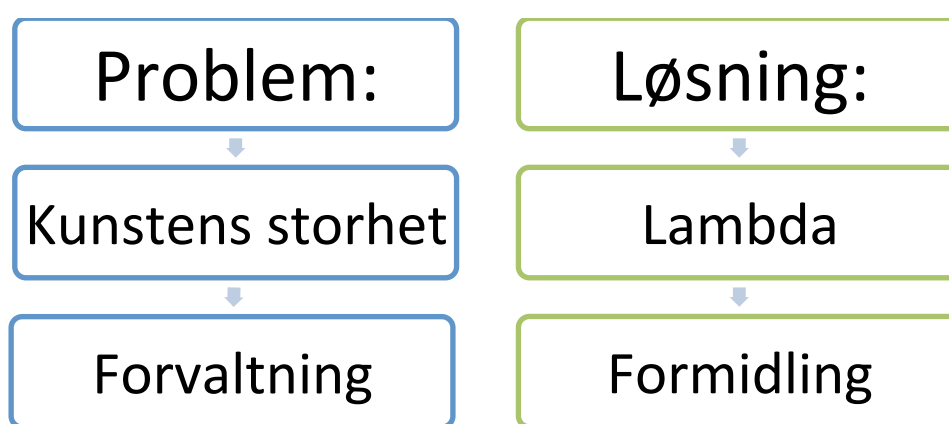 Problem:
Kunstens storhet
Forvaltning
Løsning:
Lambda
Formidling